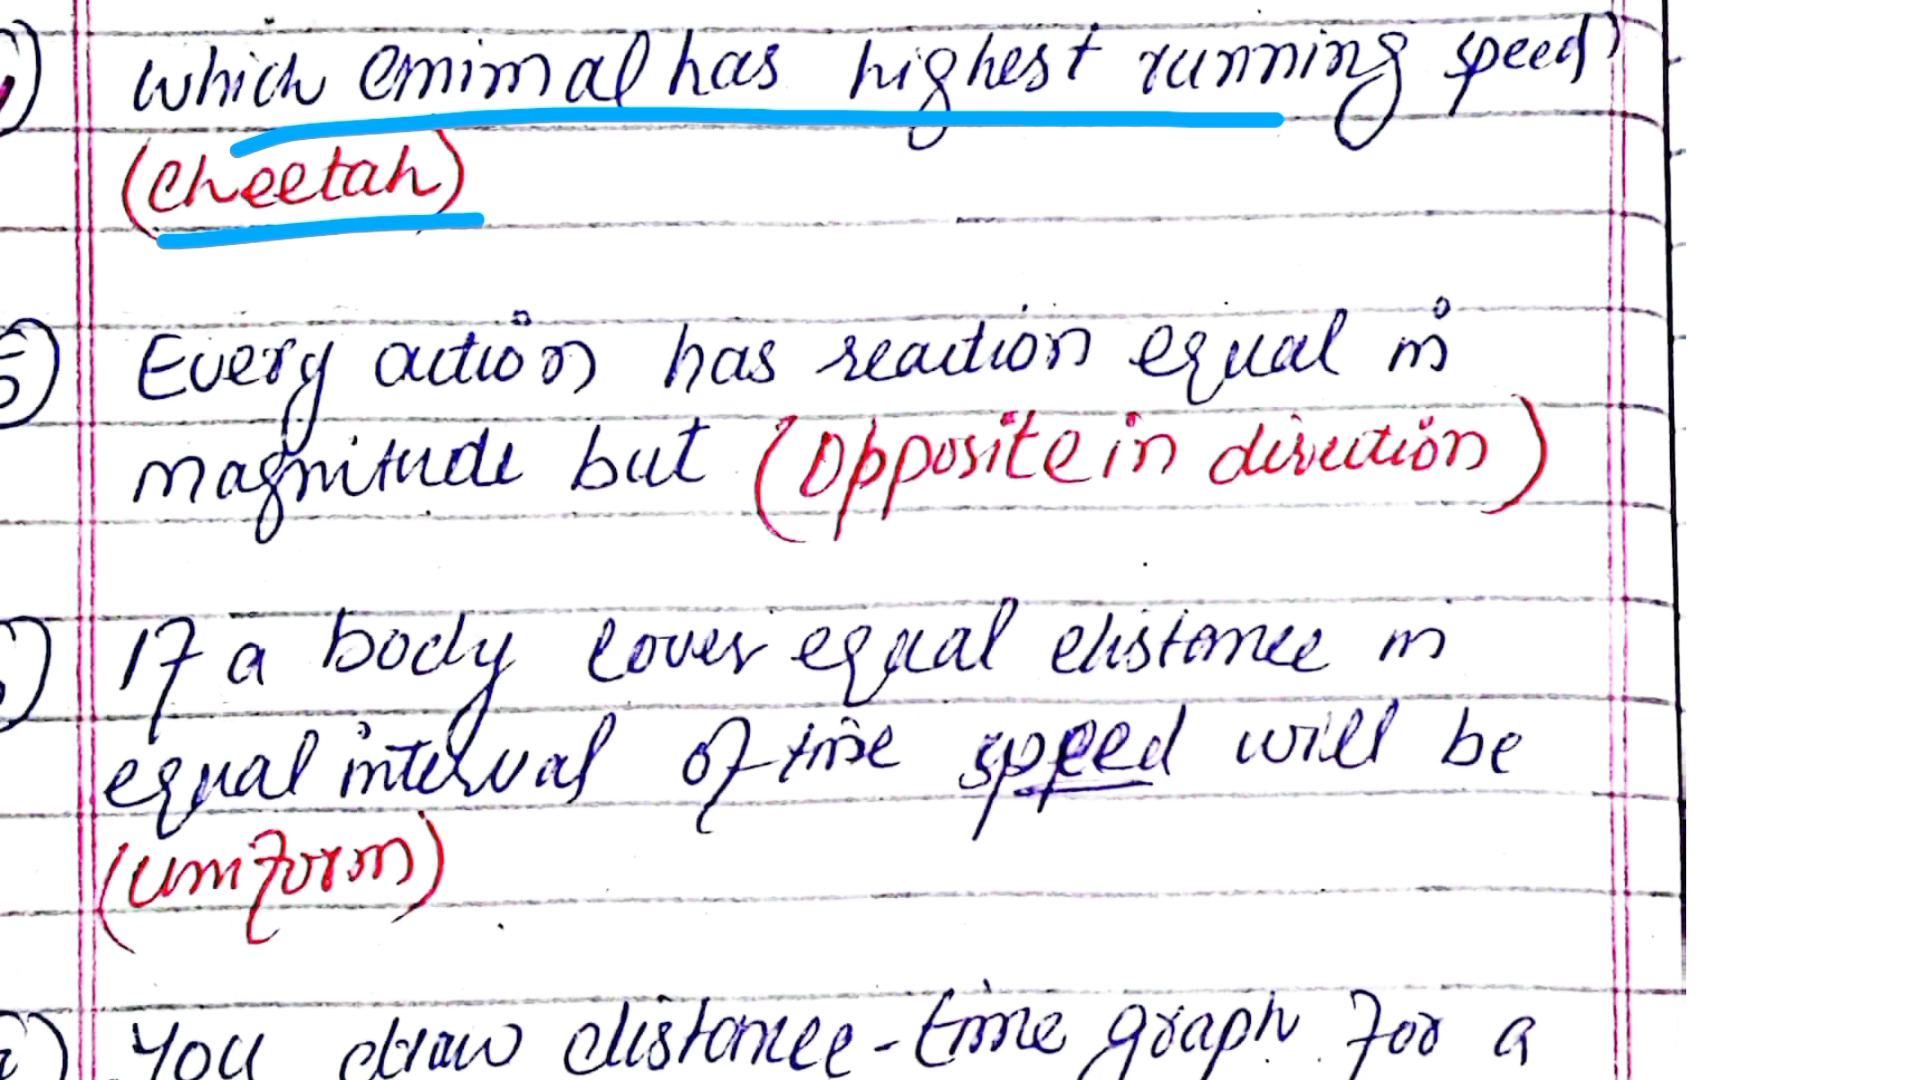 which animal has highest running speed
(Cheetah)
5) Every action has reaction equal in
magnitude but (opposite in direction)
If a body cover equal distance in
equal interval of time speed will be
(uniform)
You draw distance-time graph for a